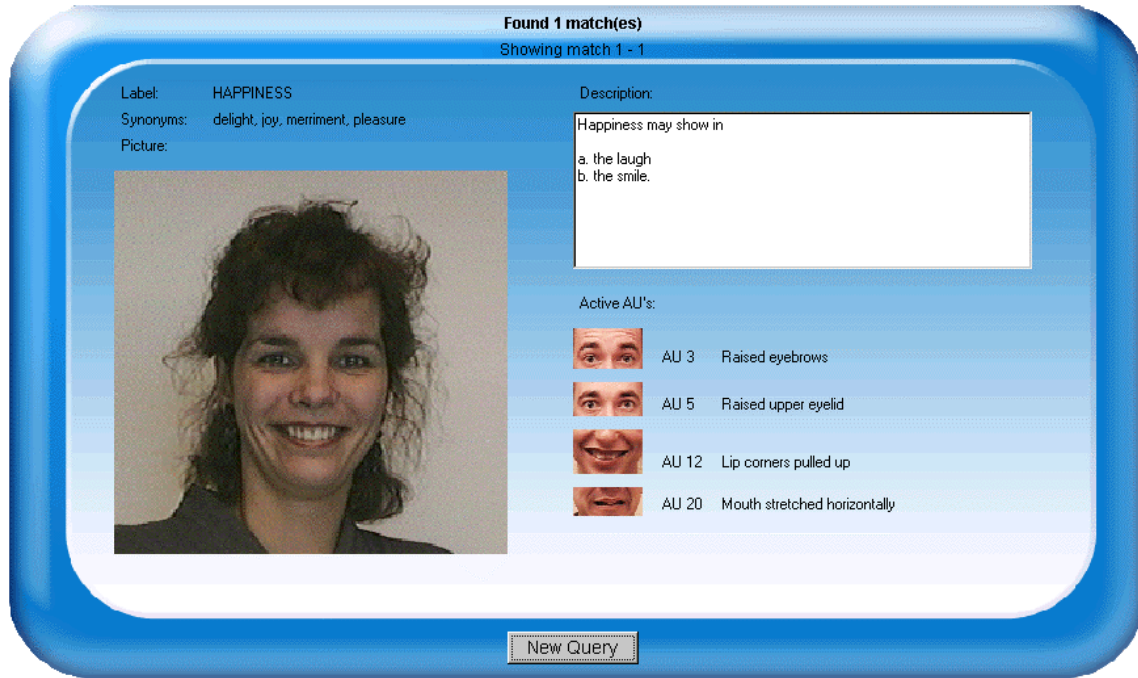 Found 1 match(es)
Showing match 1 - 1
Label: HAPPINESS
Synonyms: delight, joy, merriment, pleasure
Picture:
Description:
Happiness may show in
a. the laugh
b. the smile.
Active AU's:
AU 3 Raised eyebrows
AU 5 Raised upper eyelid
AU 12 Lip corners pulled up
AU 20 Mouth stretched horizontally
New Query